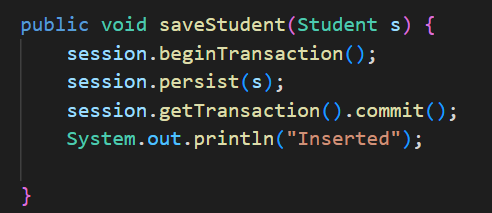 public void saveStudent(Student s) {
    session.beginTransaction();
    session.persist(s);
    session.getTransaction().commit();
    System.out.println("Inserted");
}